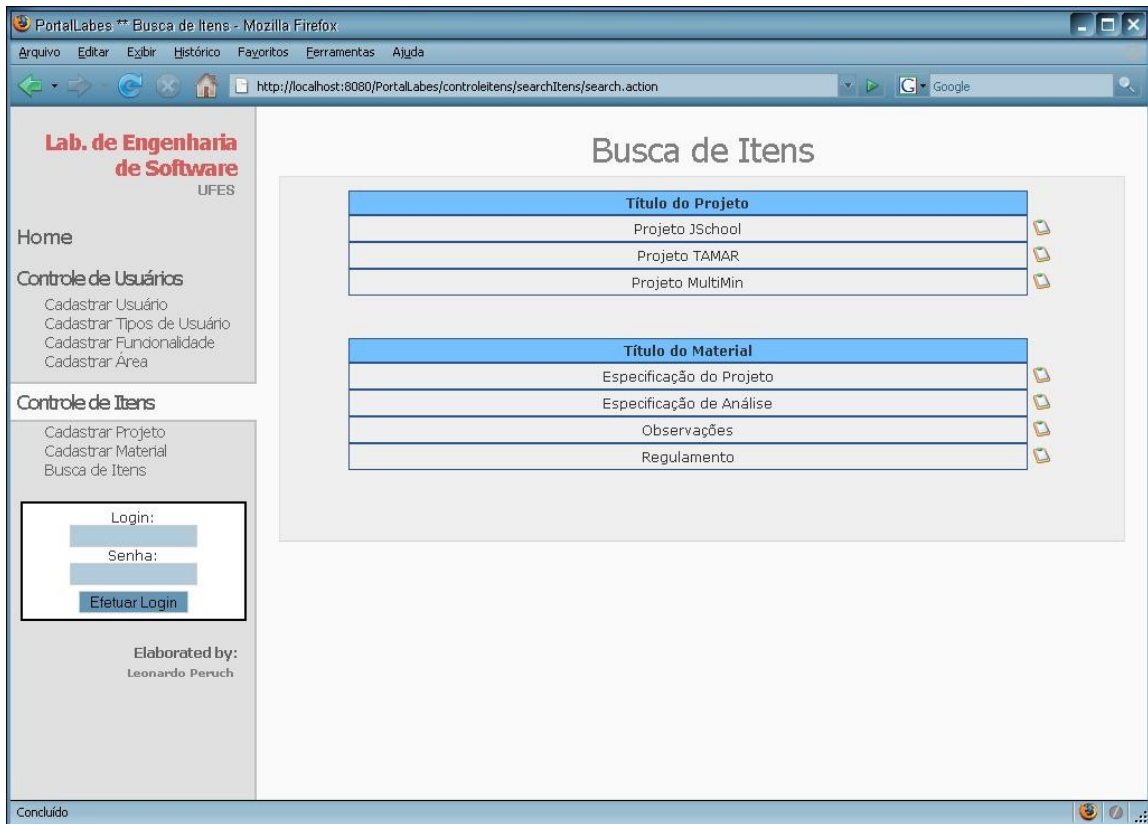 PortalLabes ** Busca de Itens - Mozilla Firefox
Arquivo Editar Exibir Histórico Favoritos Ferramentas Ajuda
http://localhost:8080/PortalLabes/controleitens/searchItens/search.action
G Google
Lab. de Engenharia
de Software
UFES
Home
Controle de Usuários
Cadastrar Usuário
Cadastrar Tipos de Usuário
Cadastrar Funcionalidade
Cadastrar Área
Controle de Itens
Cadastrar Projeto
Cadastrar Material
Busca de Itens
Login:
Senha:
Efetuar Login
Elaborated by:
Leonardo Peruch
Busca de Itens
Título do Projeto
Projeto JSchool
Projeto TAMAR
Projeto MultiMin
Título do Material
Especificação do Projeto
Especificação de Análise
Observações
Regulamento
Concluído